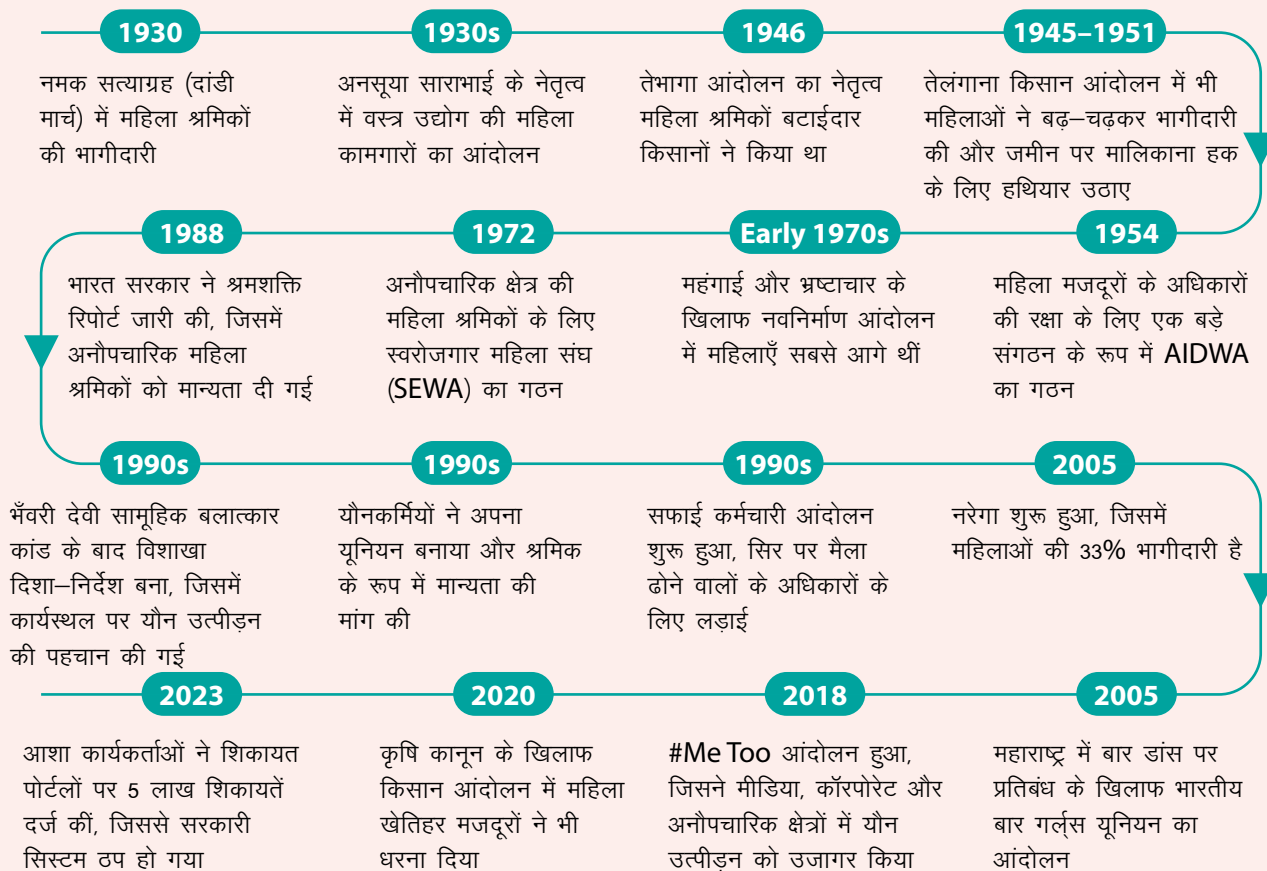 1930
नमक सत्याग्रह (दांडी
मार्च) में महिला श्रमिकों
की भागीदारी
1930s
अनसूया साराभाई के नेतृत्व
में वस्त्र उद्योग की महिला
कामगारों का आंदोलन
1946
तेभागा आंदोलन का नेतृत्व
महिला श्रमिकों बटाईदार
किसानों ने किया था
1945–1951
तेलंगाना किसान आंदोलन में भी
महिलाओं ने बढ़–चढ़कर भागीदारी
की और जमीन पर मालिकाना हक
के लिए हथियार उठाए
1954
महिला मजदूरों के अधिकारों
की रक्षा के लिए एक बड़े
संगठन के रूप में AIDWA
का गठन
Early 1970s
महंगाई और भ्रष्टाचार के
खिलाफ नवनिर्माण आंदोलन
में महिलाएँ सबसे आगे थीं
1972
अनौपचारिक क्षेत्र की
महिला श्रमिकों के लिए
स्वरोजगार महिला संघ
(SEWA) का गठन
1988
भारत सरकार ने श्रमशक्ति
रिपोर्ट जारी की, जिसमें
अनौपचारिक महिला
श्रमिकों को मान्यता दी गई
1990s
भँवरी देवी सामूहिक बलात्कार
कांड के बाद विशाखा
दिशा–निर्देश बना, जिसमें
कार्यस्थल पर यौन उत्पीड़न
की पहचान की गई
1990s
यौनकर्मियों ने अपना
यूनियन बनाया और श्रमिक
के रूप में मान्यता की
मांग की
1990s
सफाई कर्मचारी आंदोलन
शुरू हुआ, सिर पर मैला
ढोने वालों के अधिकारों के
लिए लड़ाई
2005
नरेगा शुरू हुआ, जिसमें
महिलाओं की 33% भागीदारी है
2005
महाराष्ट्र में बार डांस पर
प्रतिबंध के खिलाफ भारतीय
बार गर्ल्स यूनियन का
आंदोलन
2018
#Me Too आंदोलन हुआ,
जिसने मीडिया, कॉरपोरेट और
अनौपचारिक क्षेत्रों में यौन
उत्पीड़न को उजागर किया
2020
कृषि कानून के खिलाफ
किसान आंदोलन में महिला
खेतिहर मजदूरों ने भी
धरना दिया
2023
आशा कार्यकर्ताओं ने शिकायत
पोर्टलों पर 5 लाख शिकायतें
दर्ज कीं, जिससे सरकारी
सिस्टम ठप हो गया